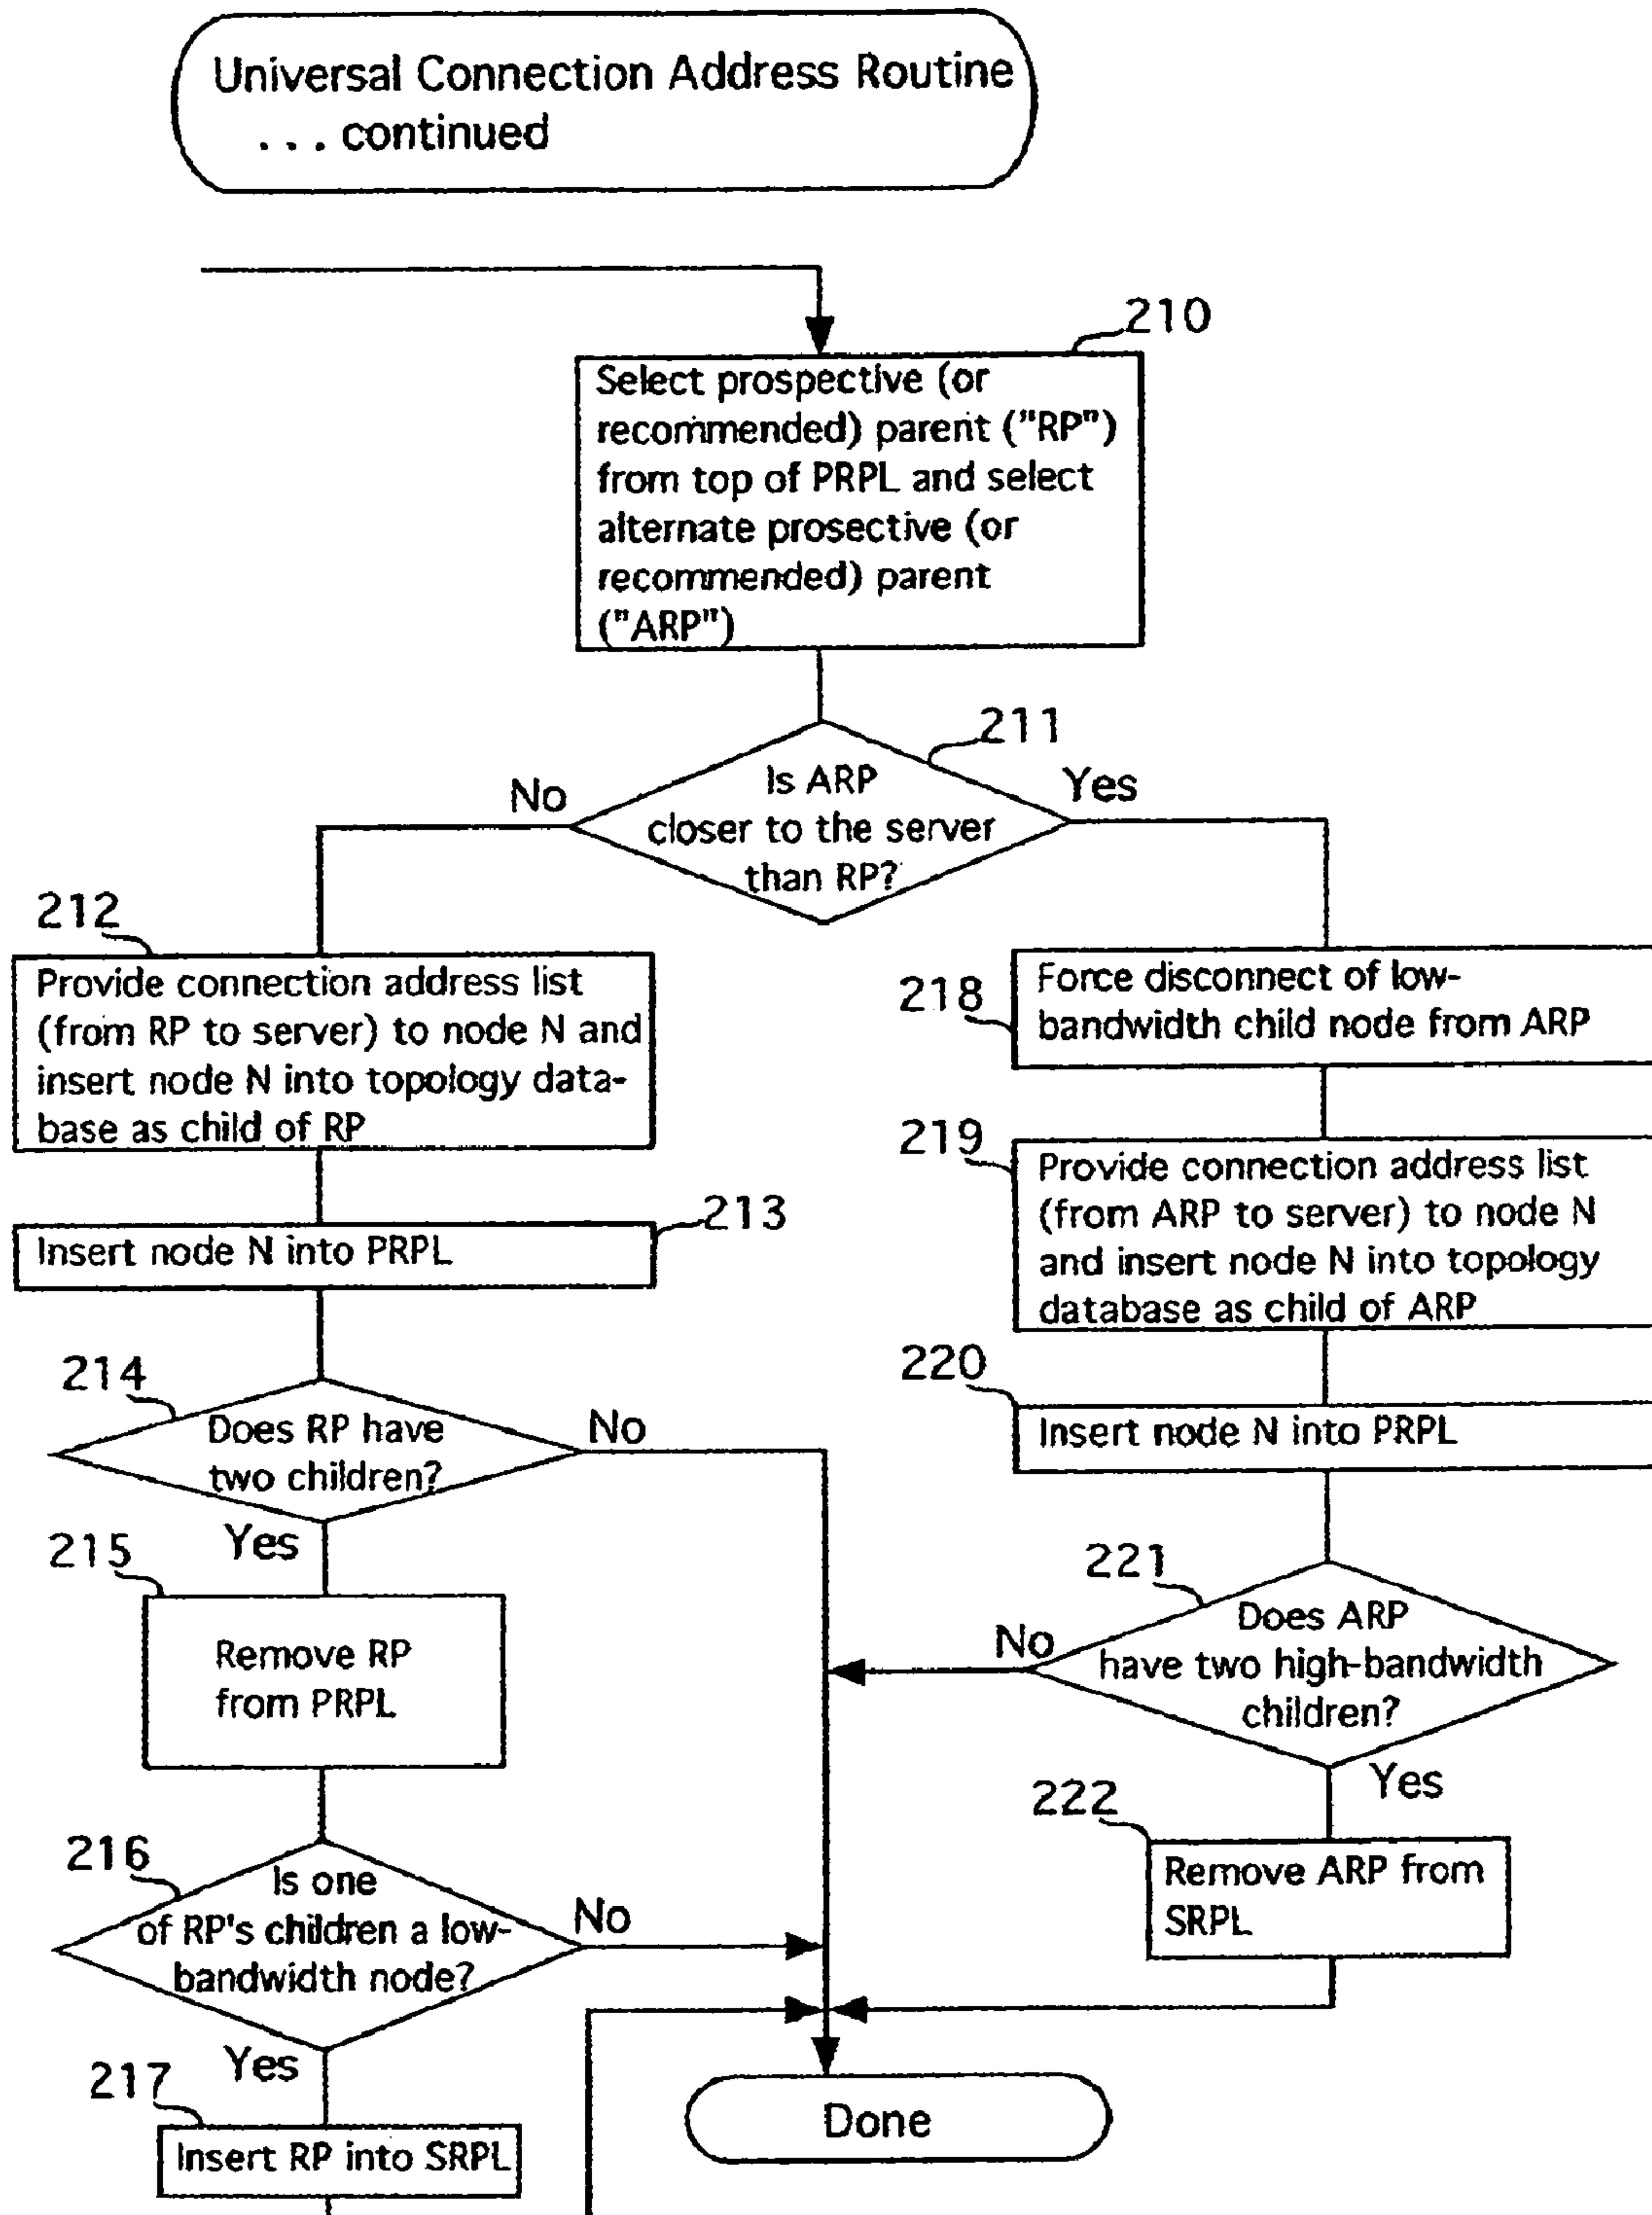 Universal Connection Address Routine
. . . continued
210
Select prospective (or
recommended) parent ("RP")
from top of PRPL and select
alternate prosective (or
recommended) parent
("ARP")
211
Is ARP
closer to the server
than RP?
No
Yes
212
Provide connection address list
(from RP to server) to node N and
insert node N into topology data-
base as child of RP
213
Insert node N into PRPL
214
Does RP have
two children?
No
Yes
215
Remove RP
from PRPL
216
Is one
of RP's children a low-
bandwidth node?
No
Yes
217
Insert RP into SRPL
218
Force disconnect of low-
bandwidth child node from ARP
219
Provide connection address list
(from ARP to server) to node N
and insert node N into topology
database as child of ARP
220
Insert node N into PRPL
221
Does ARP
have two high-bandwidth
children?
No
Yes
222
Remove ARP from
SRPL
Done